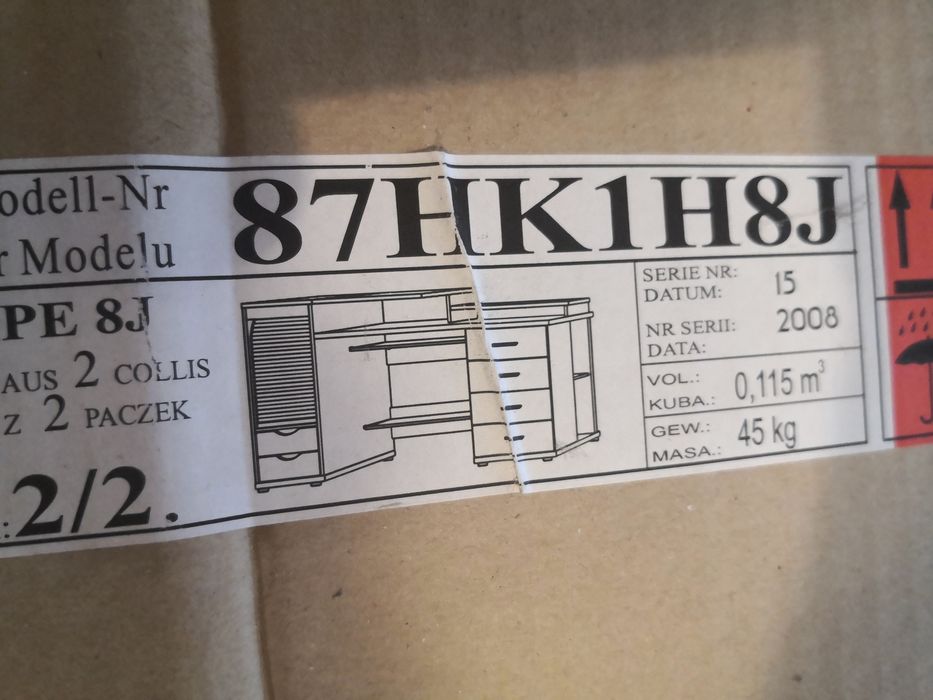 odell-Nr
r Modelu
87HK1H8J
PE 8J
AUS 2 COLLIS
Z 2 PACZEK
:2/2.
SERIE NR: 15
DATUM:
NR SERII: 2008
DATA:
VOL.: 0,115 m³
KUBA.:
GEW.: 45 kg
MASA.: